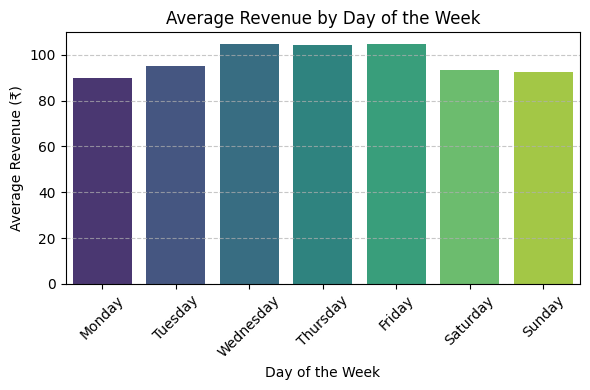 Average Revenue by Day of the Week
Average Revenue (₹)
100
80
60
40
20
0
Monday
Tuesday
Wednesday
Thursday
Friday
Saturday
Sunday
Day of the Week